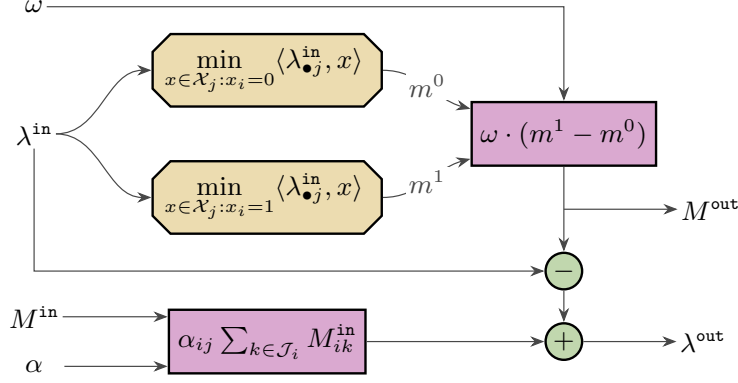 ω
min x∈𝒳_j:x_i=0 ⟨λ^in_•j, x⟩
m^0
λ^in
ω · (m^1 − m^0)
min x∈𝒳_j:x_i=1 ⟨λ^in_•j, x⟩
m^1
M^out
−
M^in
α_ij ∑_k∈𝒥_i M^in_ik
+
λ^out
α